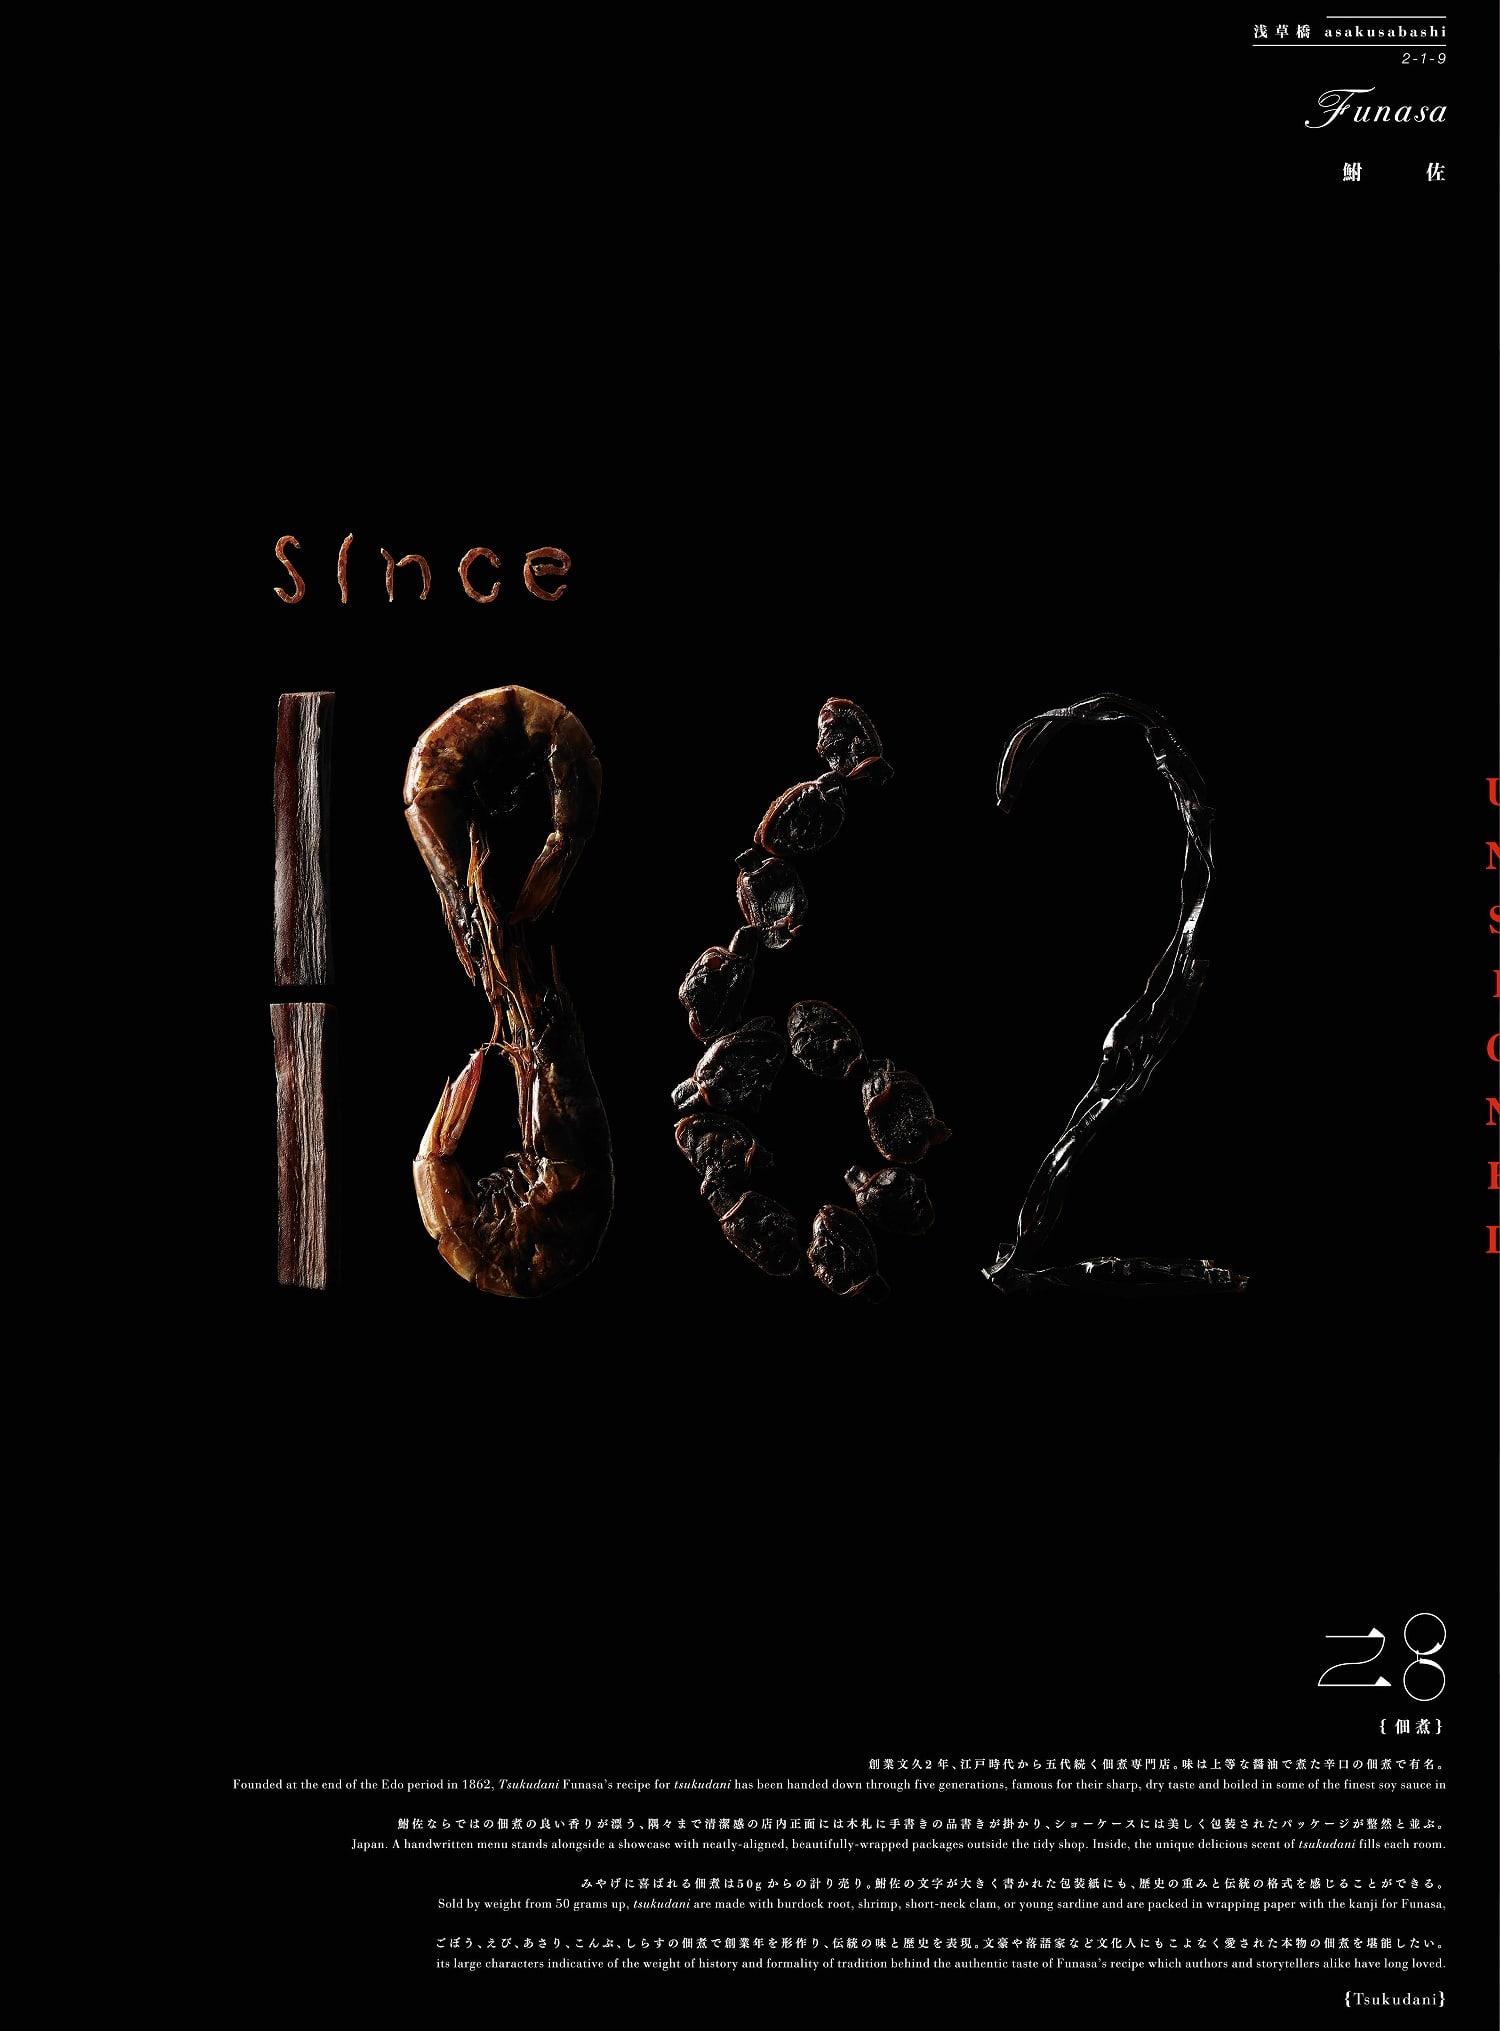 浅草橋 asakusabashi
2-1-9
Funasa
鮒 佐
since
1862
28
{佃煮}
創業文久2年、江戸時代から五代続く佃煮専門店。味は上等な醤油で煮た辛口の佃煮で有名。
Founded at the end of the Edo period in 1862, Tsukudani Funasa's recipe for tsukudani has been handed down through five generations, famous for their sharp, dry taste and boiled in some of the finest soy sauce in
鮒佐ならではの佃煮の良い香りが漂う、隅々まで清潔感の店内正面には木札に手書きの品書きが掛かり、ショーケースには美しく包装されたパッケージが整然と並ぶ。
Japan. A handwritten menu stands alongside a showcase with neatly-aligned, beautifully-wrapped packages outside the tidy shop. Inside, the unique delicious scent of tsukudani fills each room.
みやげに喜ばれる佃煮は50gからの計り売り。鮒佐の文字が大きく書かれた包装紙にも、歴史の重みと伝統の格式を感じることができる。
Sold by weight from 50 grams up, tsukudani are made with burdock root, shrimp, short-neck clam, or young sardine and are packed in wrapping paper with the kanji for Funasa,
ごぼう、えび、あさり、こんぶ、しらすの佃煮で創業年を形作り、伝統の味と歴史を表現。文豪や落語家など文化人にもこよなく愛された本物の佃煮を堪能したい。
its large characters indicative of the weight of history and formality of tradition behind the authentic taste of Funasa's recipe which authors and storytellers alike have long loved.
{Tsukudani}